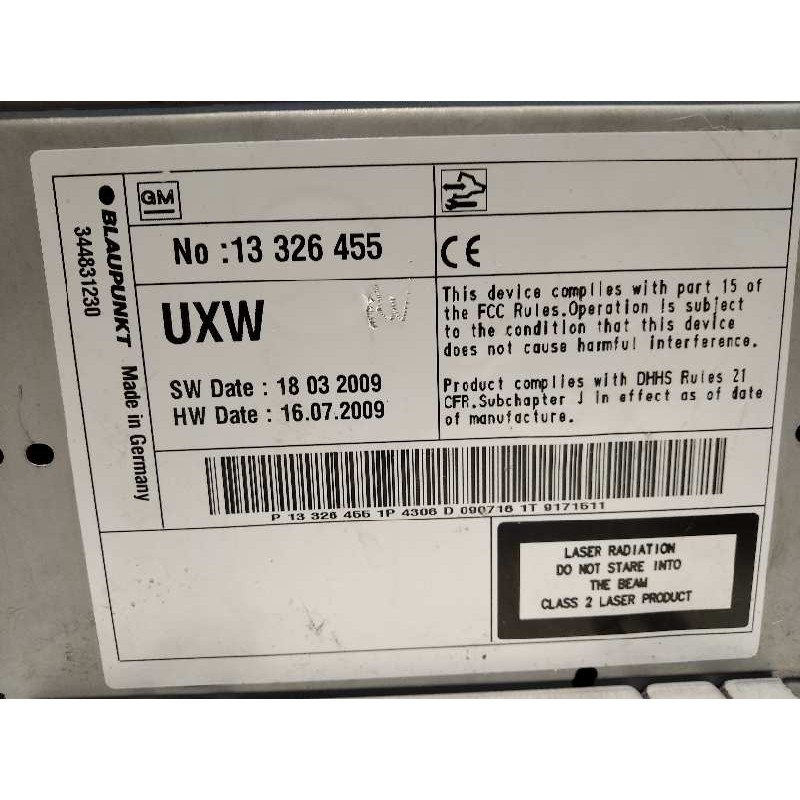 BLAUPUNKT Made in Germany
344831230
GM
No :13 326 455
UXW
SW Date : 18 03 2009
HW Date : 16.07.2009
CE
This device complies with part 15 of
the FCC Rules.Operation is subject
to the condition that this device
does not cause harmful interference.
Product complies with DHHS Rules 21
CFR.Subchapter J in effect as of date
of manufacture.
P 13 326 455 1P 4306 D 090716 1T 9171511
LASER RADIATION
DO NOT STARE INTO
THE BEAM
CLASS 2 LASER PRODUCT